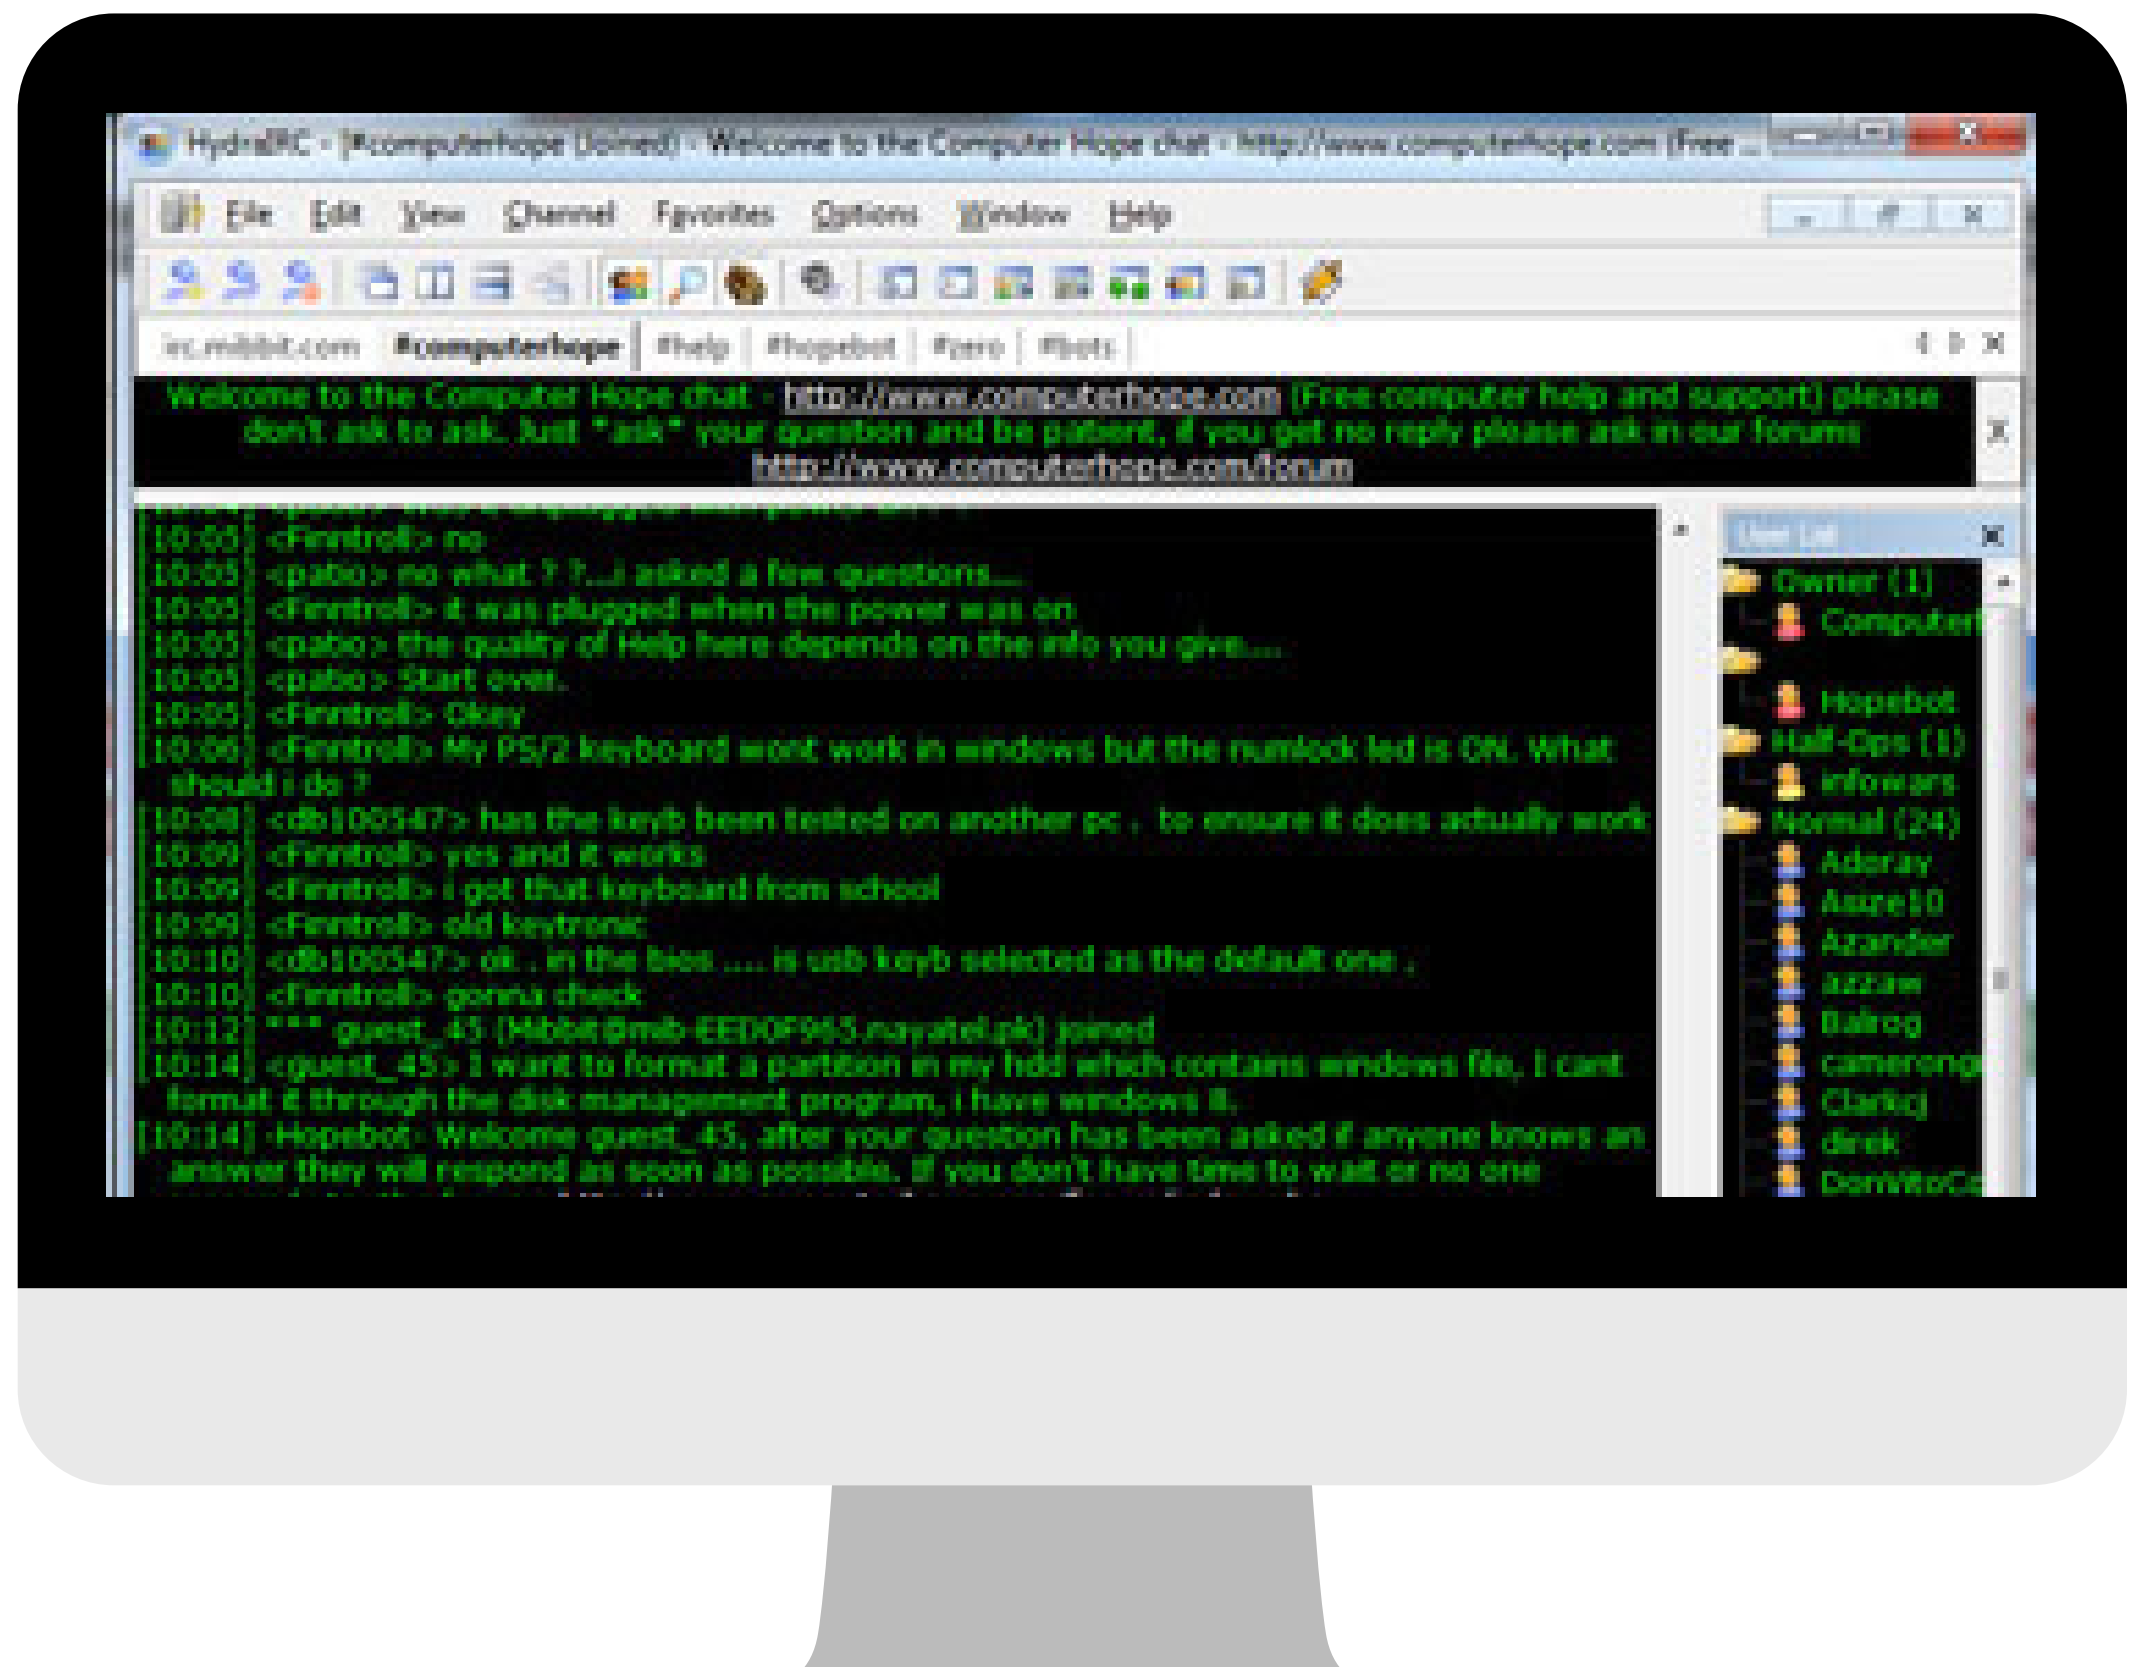 HydraIRC - [#computerhope (Joined) - Welcome to the Computer Hope chat - http://www.computerhope.com (Free ...
File Edit View Channel Favorites Options Window Help
irc.mibbit.com #computerhope #help #hopebot #zero #bots
Welcome to the Computer Hope chat - http://www.computerhope.com (Free computer help and support) please
don't ask to ask. Just "ask" your question and be patient, if you get no reply please ask in our forums
http://www.computerhope.com/forum
[10:05] <Finntroll> no
[10:05] <patio> no what ? ?...i asked a few questions....
[10:05] <Finntroll> it was plugged when the power was on
[10:05] <patio> the quality of Help here depends on the info you give....
[10:05] <patio> Start over.
[10:05] <Finntroll> Okey
[10:06] <Finntroll> My PS/2 keyboard wont work in windows but the numlock led is ON. What
should i do ?
[10:08] <db100547> has the keyb been tested on another pc . to ensure it does actually work
[10:09] <Finntroll> yes and it works
[10:09] <Finntroll> i got that keyboard from school
[10:09] <Finntroll> old keytronic
[10:10] <db100547> ok . in the bios .... is usb keyb selected as the default one .
[10:10] <Finntroll> gonna check
[10:12] *** guest_45 (Mibbit@mib-EED0F965.nayatel.pk) joined
[10:14] <guest_45> I want to format a partition in my hdd which contains windows file, I cant
format it through the disk management program, i have windows 8.
[10:14] -Hopebot- Welcome guest_45, after your question has been asked if anyone knows an
answer they will respond as soon as possible. If you don't have time to wait or no one
User List
Owner (1)
ComputerH
Hopebot
Half-Ops (1)
infowars
Normal (24)
Aderay
Asize10
Azander
azzaw
Balrog
camerong
Clarkcj
direk
DomVitoCo